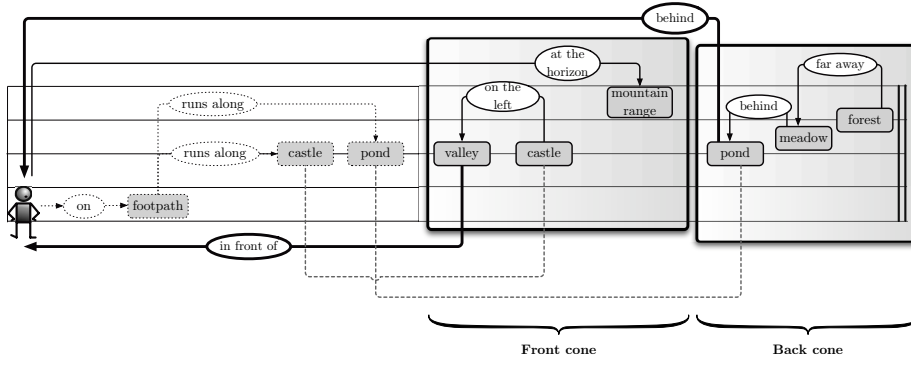 behind
at the
horizon
far away
on the
left
mountain
range
runs along
behind
forest
meadow
runs along
castle
pond
valley
castle
pond
on
footpath
in front of
Front cone
Back cone